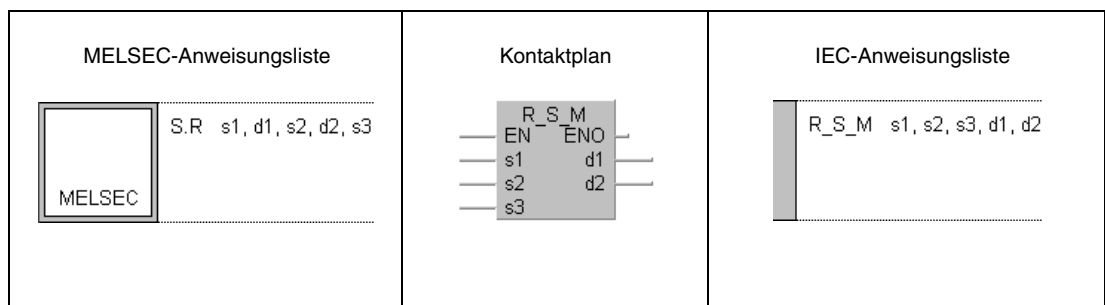 MELSEC-Anweisungsliste
MELSEC
S.R s1, d1, s2, d2, s3
Kontaktplan
R_S_M
EN ENO
s1 d1
s2 d2
s3
IEC-Anweisungsliste
R_S_M s1, s2, s3, d1, d2